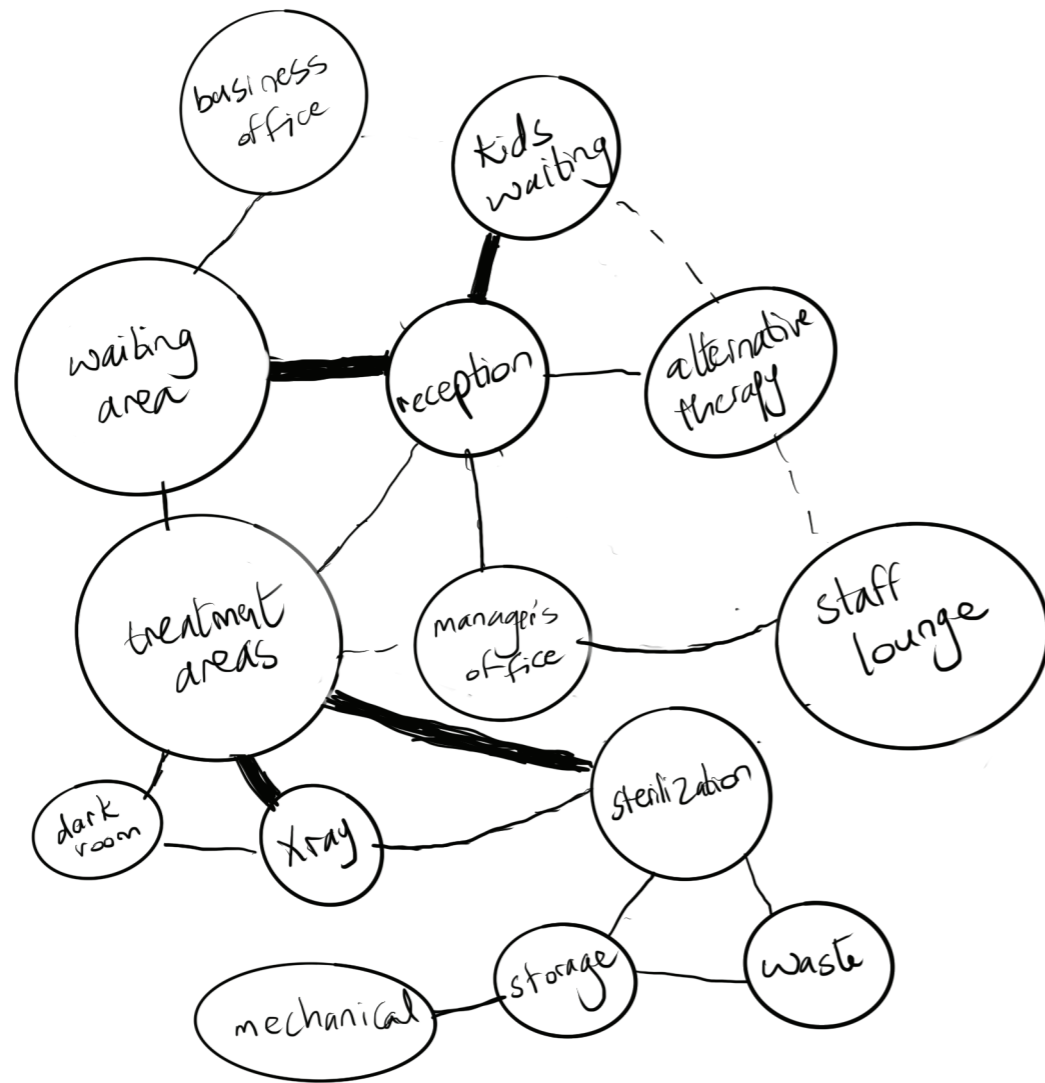 business
office
kids
waiting
waiting
area
reception
alternative
therapy
treatment
areas
manager's
office
staff
lounge
dark
room
Xray
sterilization
storage
waste
mechanical